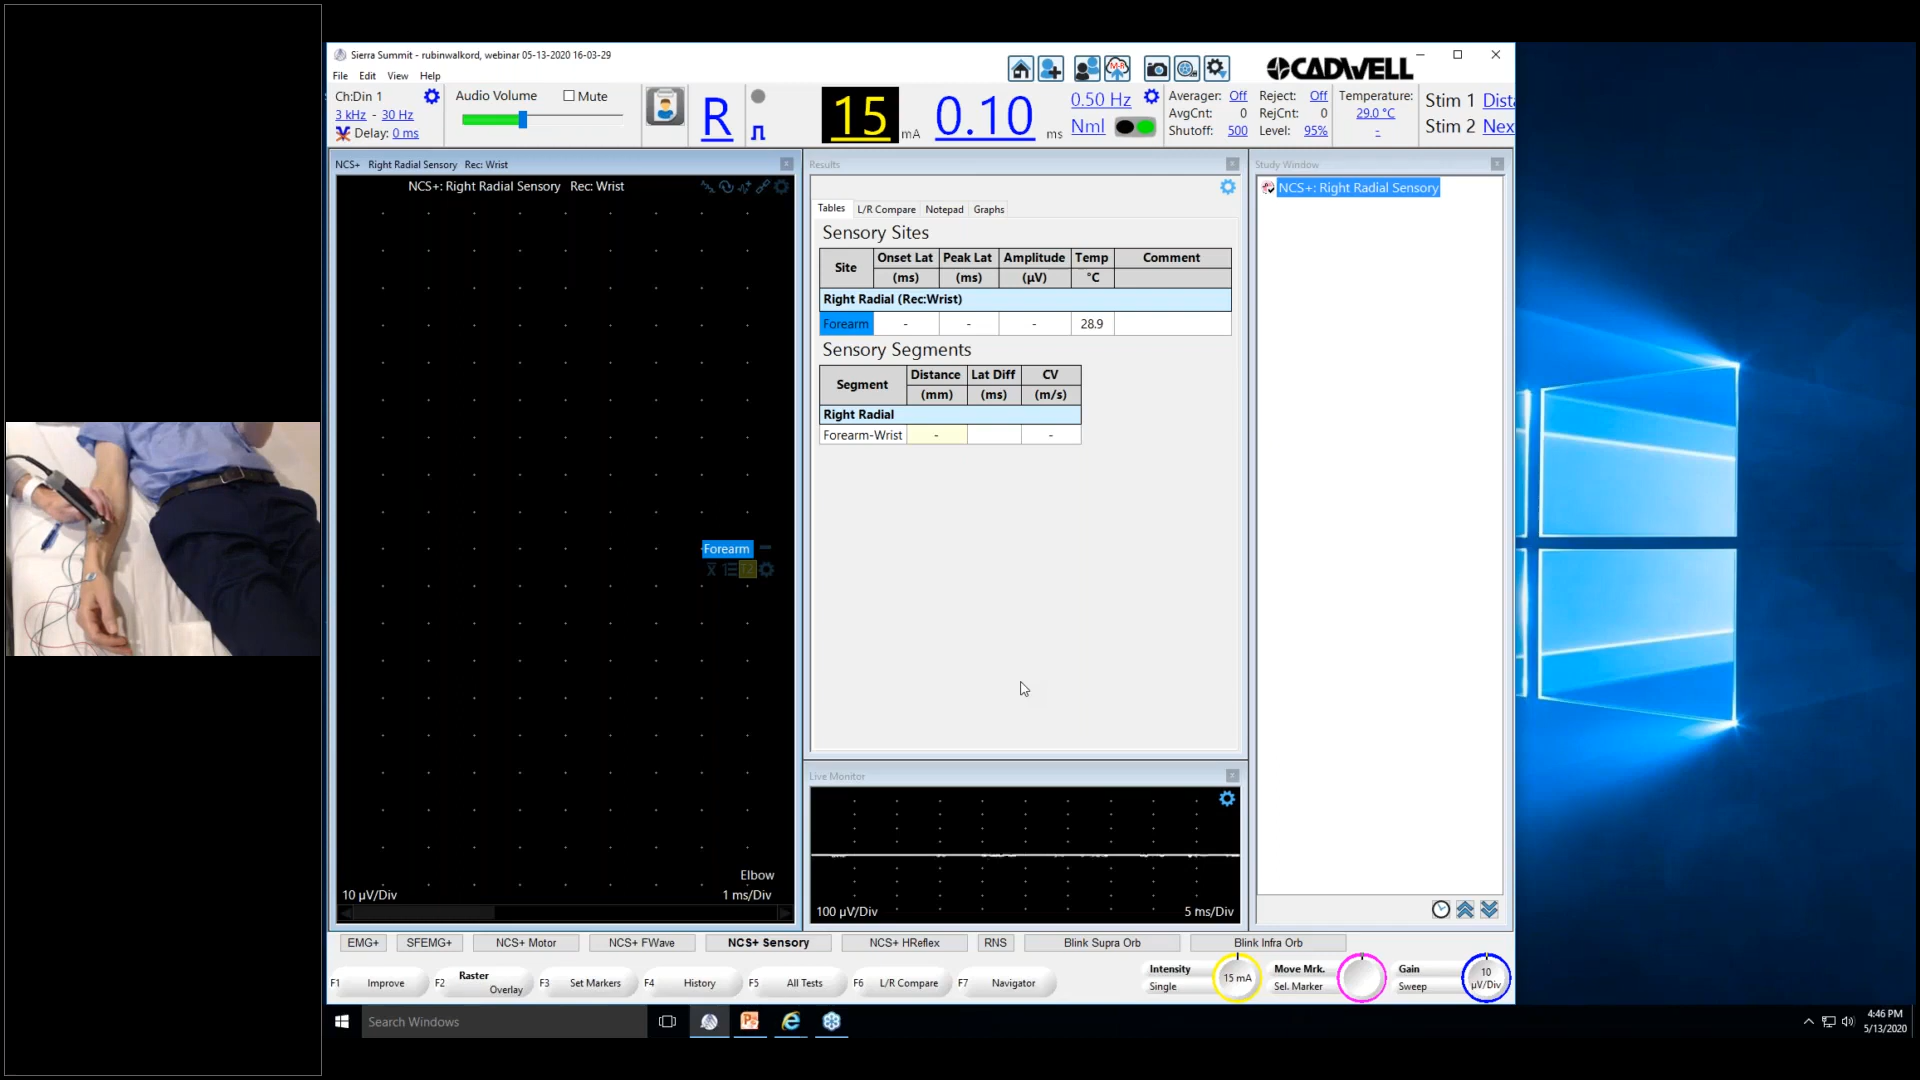 Sierra Summit - rubinwalkord, webinar 05-13-2020 16-03-29
File Edit View Help
CADWELL
Ch:Din 1
3 kHz - 30 Hz
Delay: 0 ms
Audio Volume
Mute
R
15 mA
0.10 ms
0.50 Hz
Nml
Averager: Off
AvgCnt: 0
Shutoff: 500
Reject: Off
RejCnt: 0
Level: 95%
Temperature:
29.0 °C
-
Stim 1 Dista
Stim 2 Nex
NCS+ Right Radial Sensory Rec: Wrist
NCS+: Right Radial Sensory Rec: Wrist
Forearm
T2
Elbow
10 µV/Div
1 ms/Div
Results
Tables L/R Compare Notepad Graphs
Sensory Sites
Site Onset Lat Peak Lat Amplitude Temp Comment
(ms) (ms) (µV) °C
Right Radial (Rec:Wrist)
Forearm - - - 28.9
Sensory Segments
Segment Distance Lat Diff CV
(mm) (ms) (m/s)
Right Radial
Forearm-Wrist - -
Live Monitor
100 µV/Div
5 ms/Div
Study Window
NCS+: Right Radial Sensory
EMG+ SFEMG+ NCS+ Motor NCS+ FWave NCS+ Sensory NCS+ HReflex RNS Blink Supra Orb Blink Infra Orb
F1 Improve
F2 Raster
Overlay
F3 Set Markers
F4 History
F5 All Tests
F6 L/R Compare
F7 Navigator
Intensity
Single
15 mA
Move Mrk.
Sel. Marker
Gain
Sweep
10
µV/Div
Search Windows
4:46 PM
5/13/2020